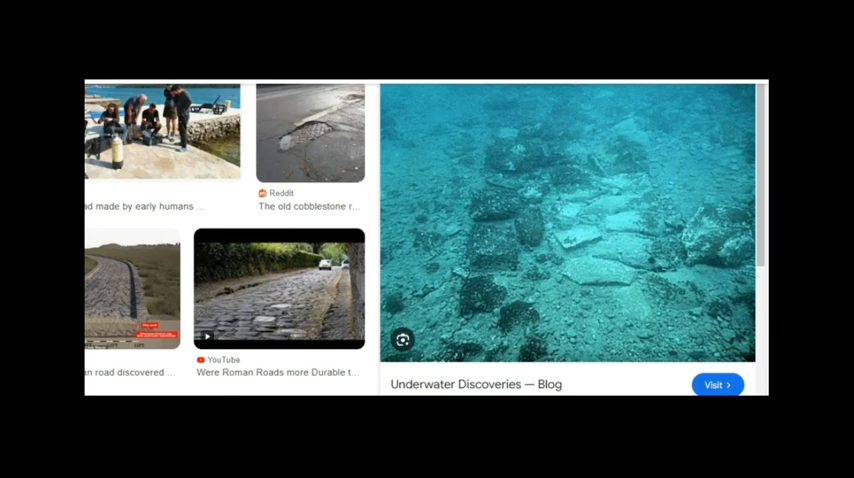 Reddit
ad made by early humans ...
The old cobblestone r...
YouTube
an road discovered ...
Were Roman Roads more Durable t...
Underwater Discoveries — Blog
Visit >